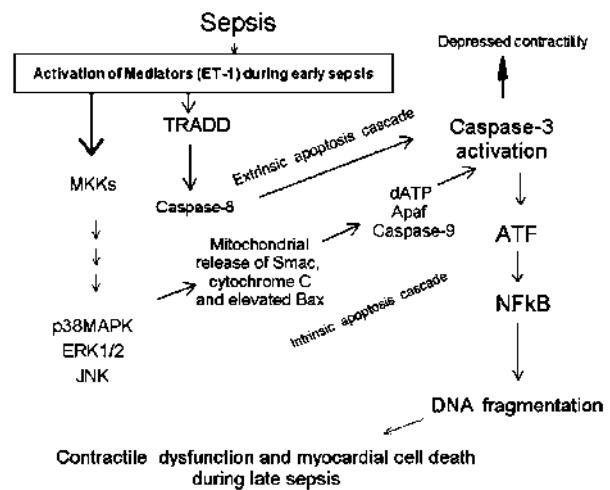 Sepsis
Depressed contractility
Activation of Mediators (ET-1) during early sepsis
TRADD
Caspase-3
activation
MKKs
Extrinsic apoptosis cascade
Caspase-8
dATP
Apaf
Caspase-9
ATF
Mitochondrial
release of Smac,
cytochrome C
and elevated Bax
Intrinsic apoptosis cascade
NFkB
p38MAPK
ERK1/2
JNK
DNA fragmentation
Contractile dysfunction and myocardial cell death
during late sepsis